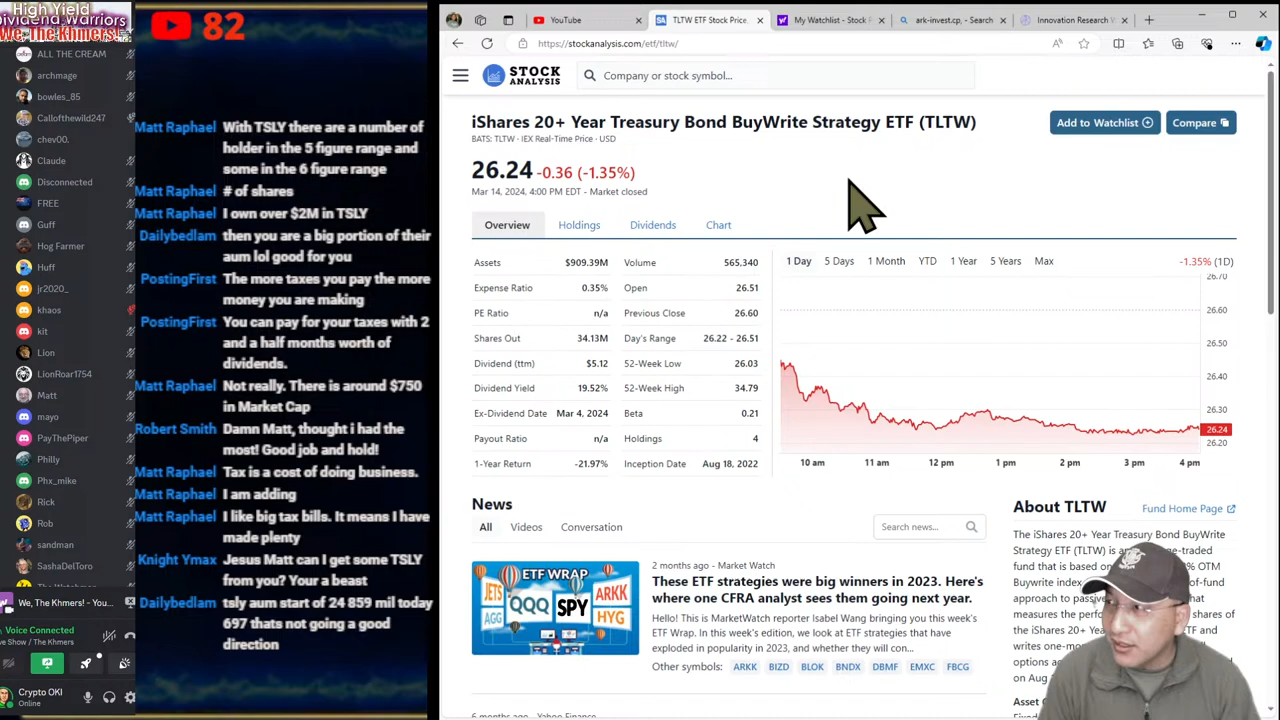 High Yield
Dividend Warriors
We, The Khmers!
ALL THE CREAM
archmage
bowles_85
Callofthewild247
chev00.
Claude
Disconnected
FREE
Guff
Hog Farmer
Huff
jr2020_
khaos
kit
Lion
LionRoar1754
Matt
mayo
PayThePiper
Philly
Phx_mike
Rick
Rob
sandman
SashaDelToro
We, The Khmers! - You...
Voice Connected
ve Show / The Khmers
Crypto OKI
Online
82
Matt Raphael With TSLY there are a number of
holder in the 5 figure range and
some in the 6 figure range
Matt Raphael # of shares
Matt Raphael I own over $2M in TSLY
Dailybedlam then you are a big portion of their
aum lol good for you
PostingFirst The more taxes you pay the more
money you are making
PostingFirst You can pay for your taxes with 2
and a half months worth of
dividends.
Matt Raphael Not really. There is around $750
in Market Cap
Robert Smith Damn Matt, thought i had the
most! Good job and hold!
Matt Raphael Tax is a cost of doing business.
Matt Raphael I am adding
Matt Raphael I like big tax bills. It means I have
made plenty
Knight Ymax Jesus Matt can I get some TSLY
from you? Your a beast
Dailybedlam tsly aum start of 24 859 mil today
697 thats not going a good
direction
YouTube
TLTW ETF Stock Price,
My Watchlist - Stock P
ark-invest.cp, - Search
Innovation Research W
https://stockanalysis.com/etf/tltw/
STOCK
ANALYSIS
Company or stock symbol...
iShares 20+ Year Treasury Bond BuyWrite Strategy ETF (TLTW)
BATS: TLTW · IEX Real-Time Price · USD
Add to Watchlist
Compare
26.24 -0.36 (-1.35%)
Mar 14, 2024, 4:00 PM EDT - Market closed
Overview Holdings Dividends Chart
Assets $909.39M Volume 565,340
Expense Ratio 0.35% Open 26.51
PE Ratio n/a Previous Close 26.60
Shares Out 34.13M Day's Range 26.22 - 26.51
Dividend (ttm) $5.12 52-Week Low 26.03
Dividend Yield 19.52% 52-Week High 34.79
Ex-Dividend Date Mar 4, 2024 Beta 0.21
Payout Ratio n/a Holdings 4
1-Year Return -21.97% Inception Date Aug 18, 2022
1 Day 5 Days 1 Month YTD 1 Year 5 Years Max -1.35% (1D)
26.70
26.60
26.50
26.40
26.30
26.24
26.20
10 am 11 am 12 pm 1 pm 2 pm 3 pm 4 pm
News
All Videos Conversation
Search news...
ETF WRAP
JETS
AGG
QQQ
SPY
ARKK
HYG
2 months ago - Market Watch
These ETF strategies were big winners in 2023. Here's
where one CFRA analyst sees them going next year.
Hello! This is MarketWatch reporter Isabel Wang bringing you this week's
ETF Wrap. In this week's edition, we look at ETF strategies that have
exploded in popularity in 2023, and whether they will con...
Other symbols: ARKK BIZD BLOK BNDX DBMF EMXC FBCG
6 months ago - Yahoo Finance
About TLTW
Fund Home Page
The iShares 20+ Year Treasury Bond BuyWrite
Strategy ETF (TLTW) is an
fund that is based on
Buywrite index
approach to
measures the
20+
writes one-mo
options
on Aug
Asset